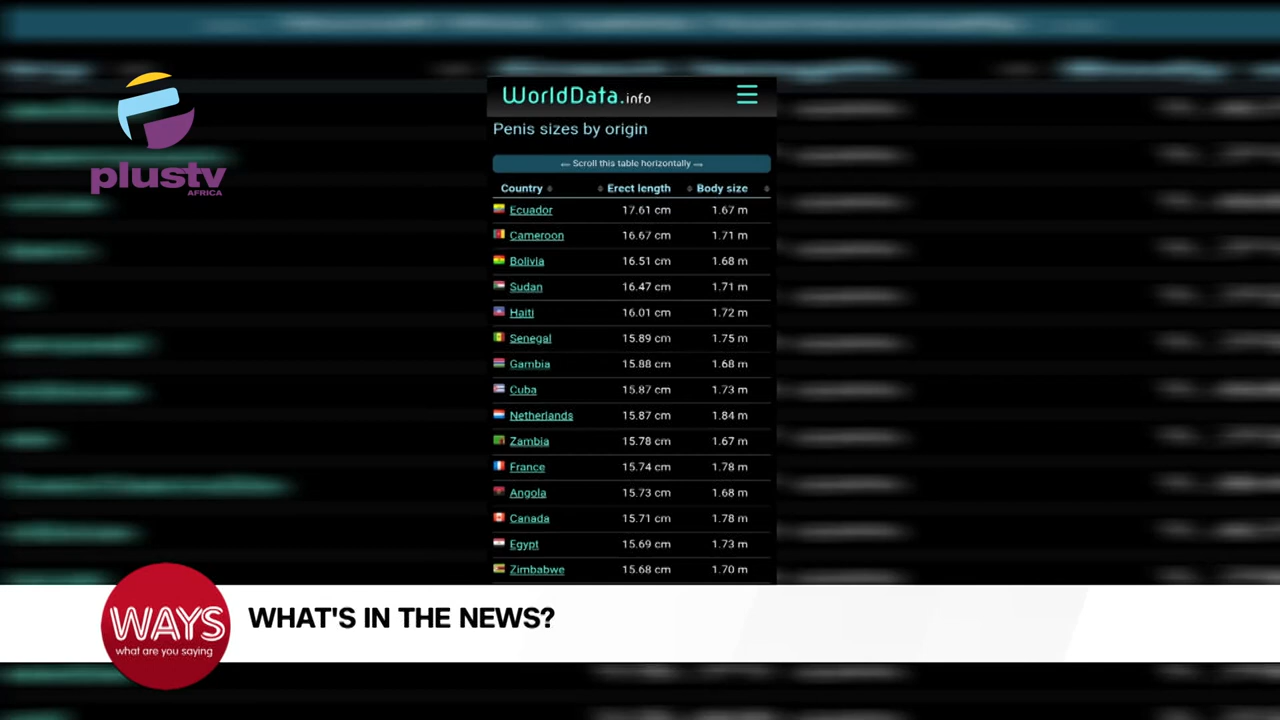 plustv
AFRICA
WorldData.info
Penis sizes by origin
Scroll this table horizontally
Country Erect length Body size
Ecuador 17.61 cm 1.67 m
Cameroon 16.67 cm 1.71 m
Bolivia 16.51 cm 1.68 m
Sudan 16.47 cm 1.71 m
Haiti 16.01 cm 1.72 m
Senegal 15.89 cm 1.75 m
Gambia 15.88 cm 1.68 m
Cuba 15.87 cm 1.73 m
Netherlands 15.87 cm 1.84 m
Zambia 15.78 cm 1.67 m
France 15.74 cm 1.78 m
Angola 15.73 cm 1.68 m
Canada 15.71 cm 1.78 m
Egypt 15.69 cm 1.73 m
Zimbabwe 15.68 cm 1.70 m
WAYS
what are you saying
WHAT'S IN THE NEWS?